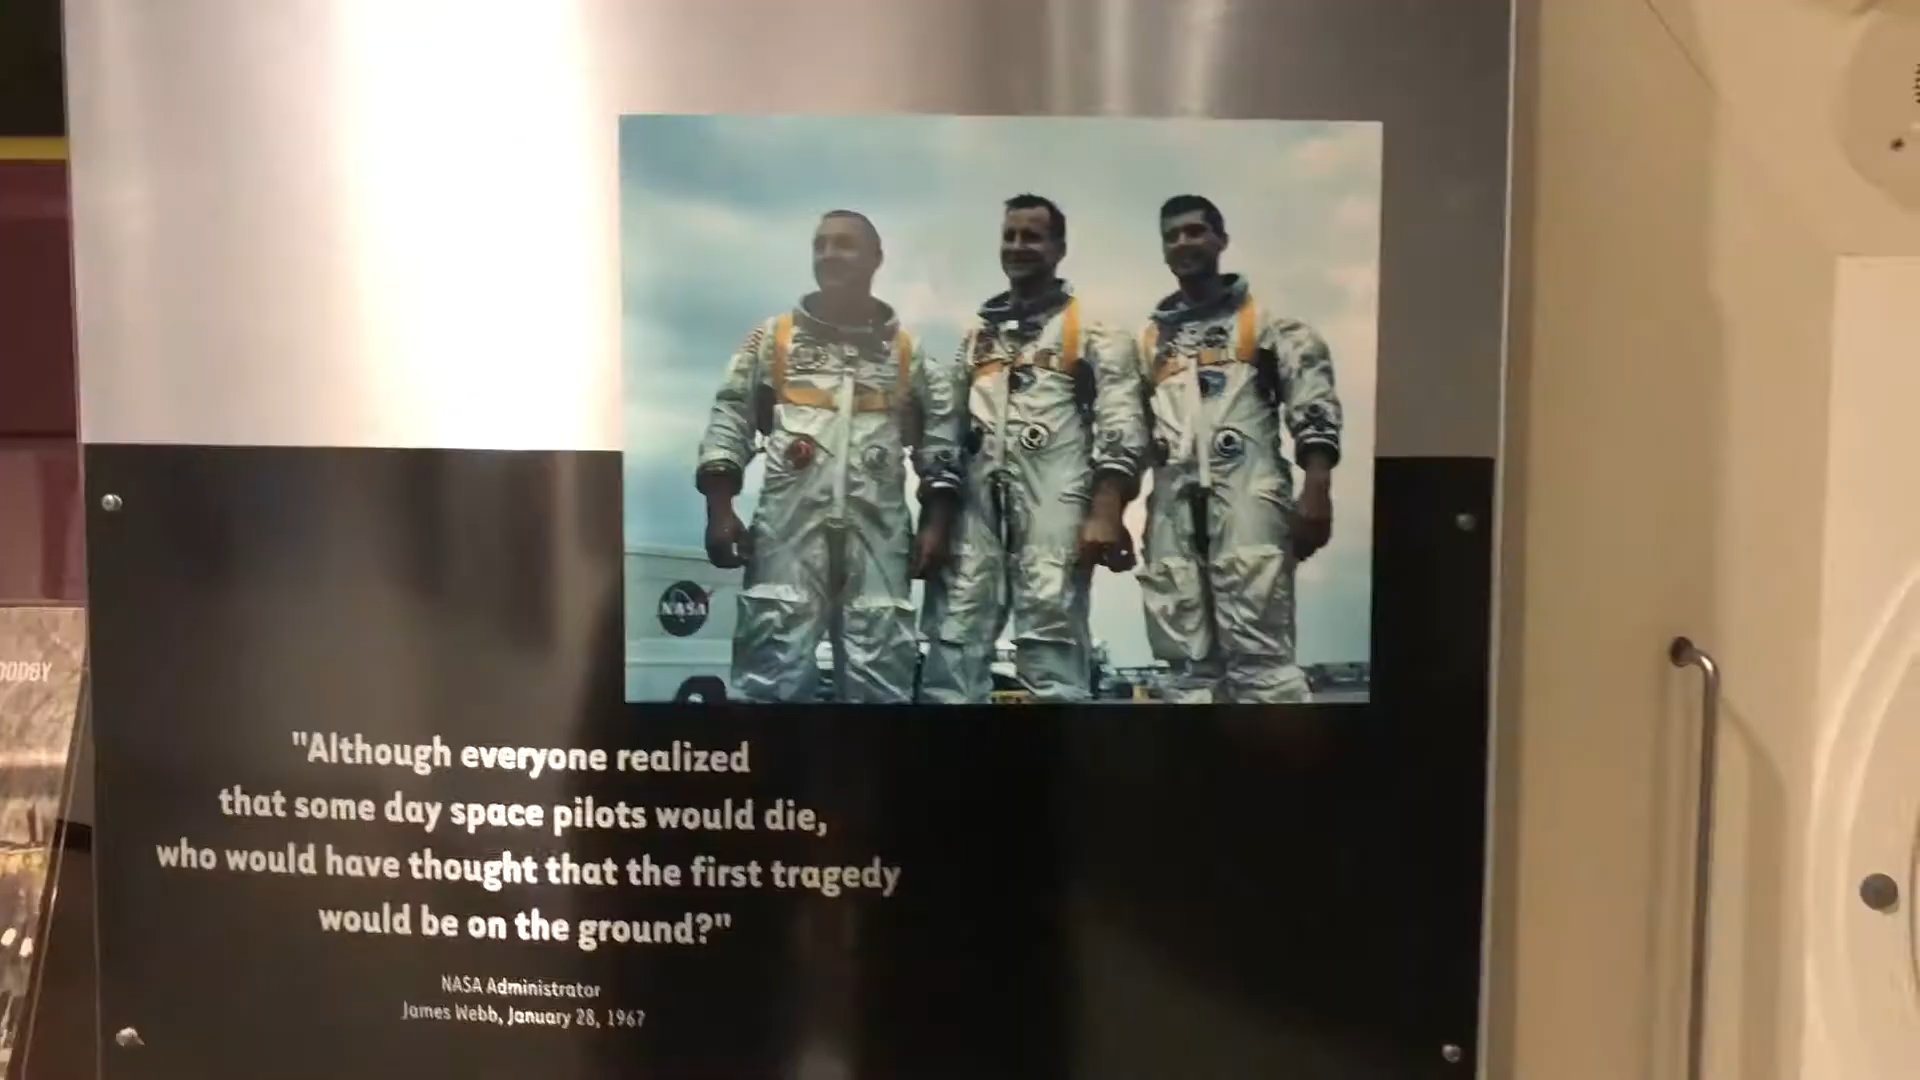 NASA
"Although everyone realized
that some day space pilots would die,
who would have thought that the first tragedy
would be on the ground?"
NASA Administrator
James Webb, January 28, 1967